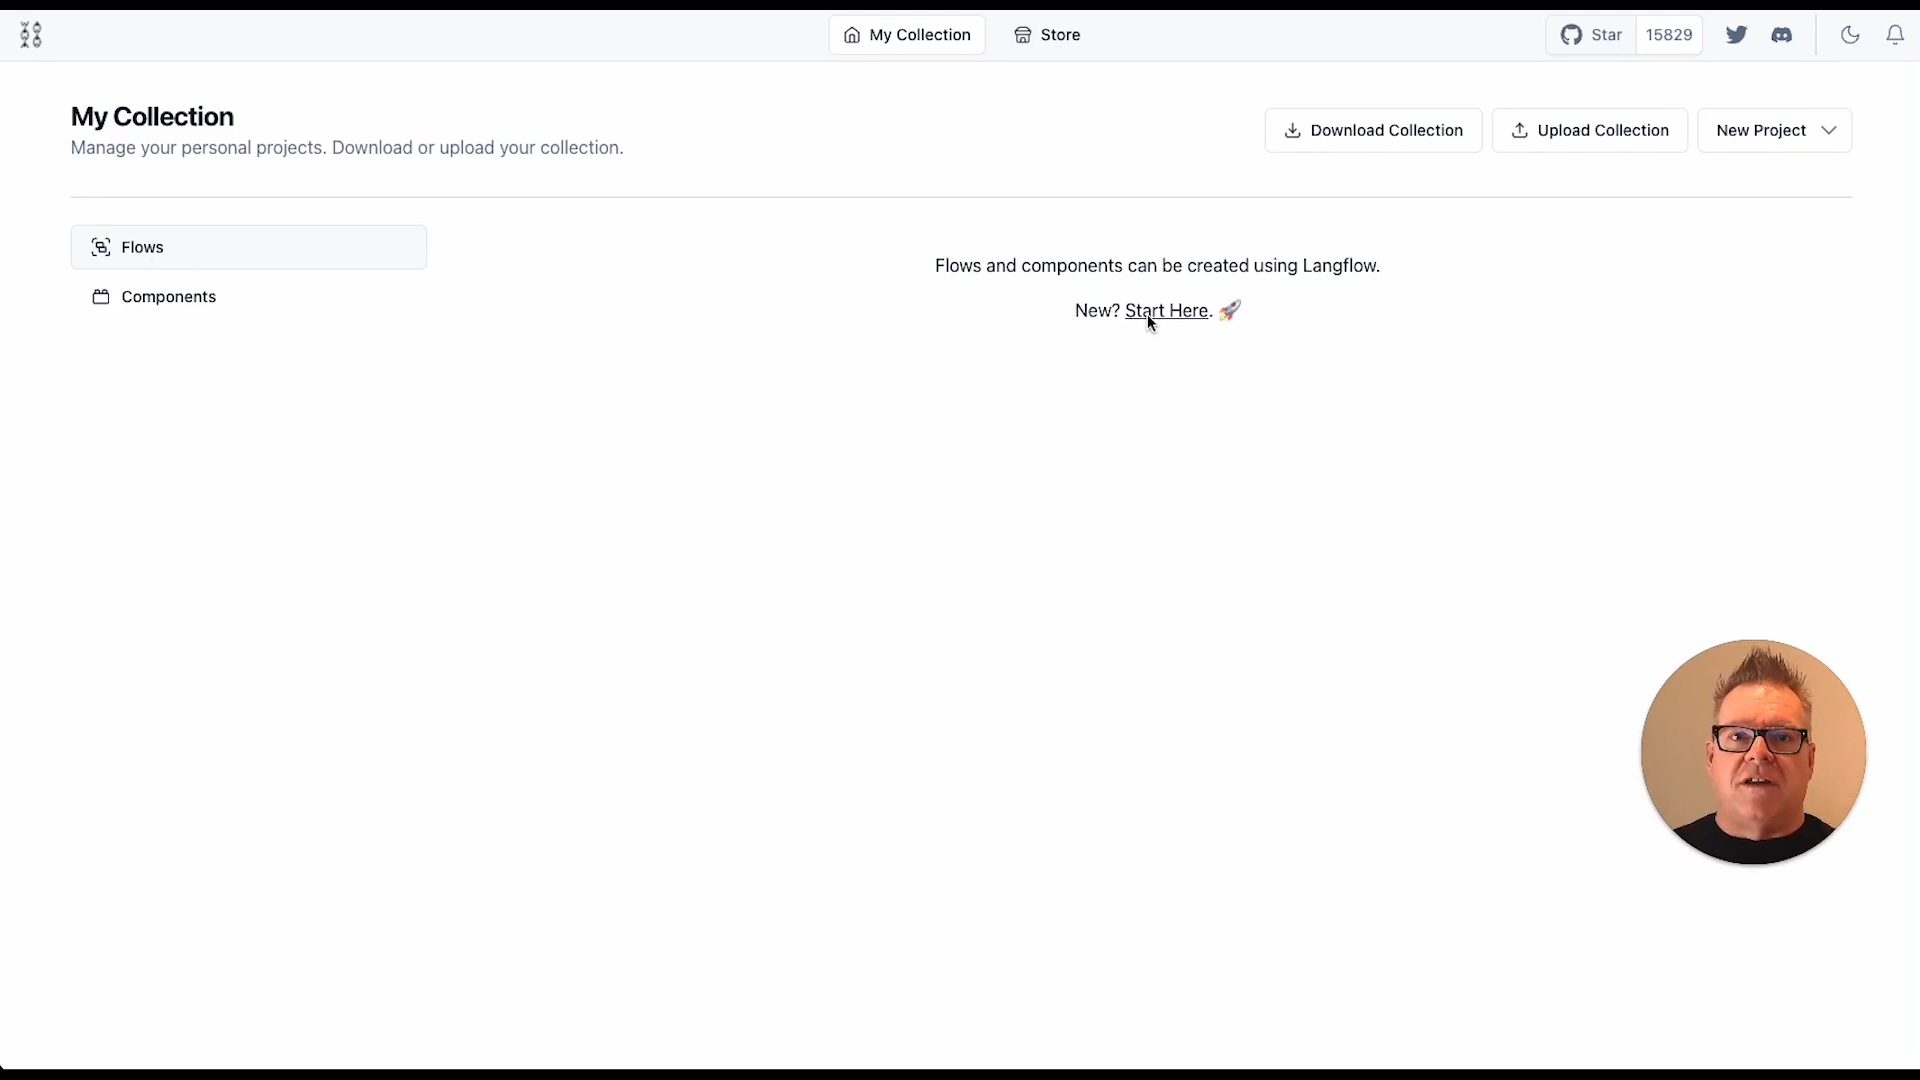 My Collection
Store
Star
15829
My Collection
Manage your personal projects. Download or upload your collection.
Download Collection
Upload Collection
New Project
Flows
Components
Flows and components can be created using Langflow.
New? Start Here. 🚀